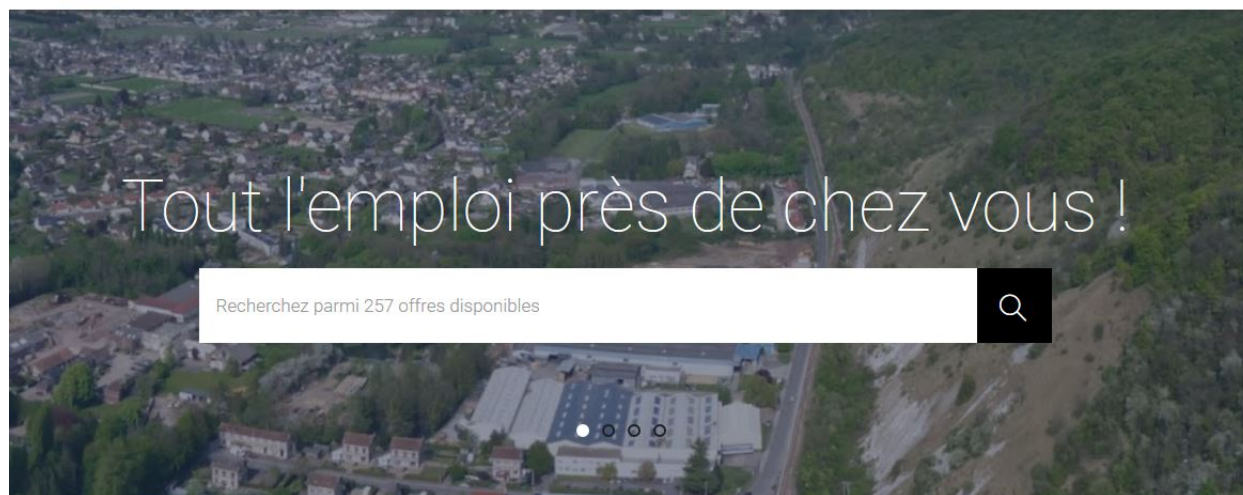 Tout l'emploi près de chez vous !
Recherchez parmi 257 offres disponibles